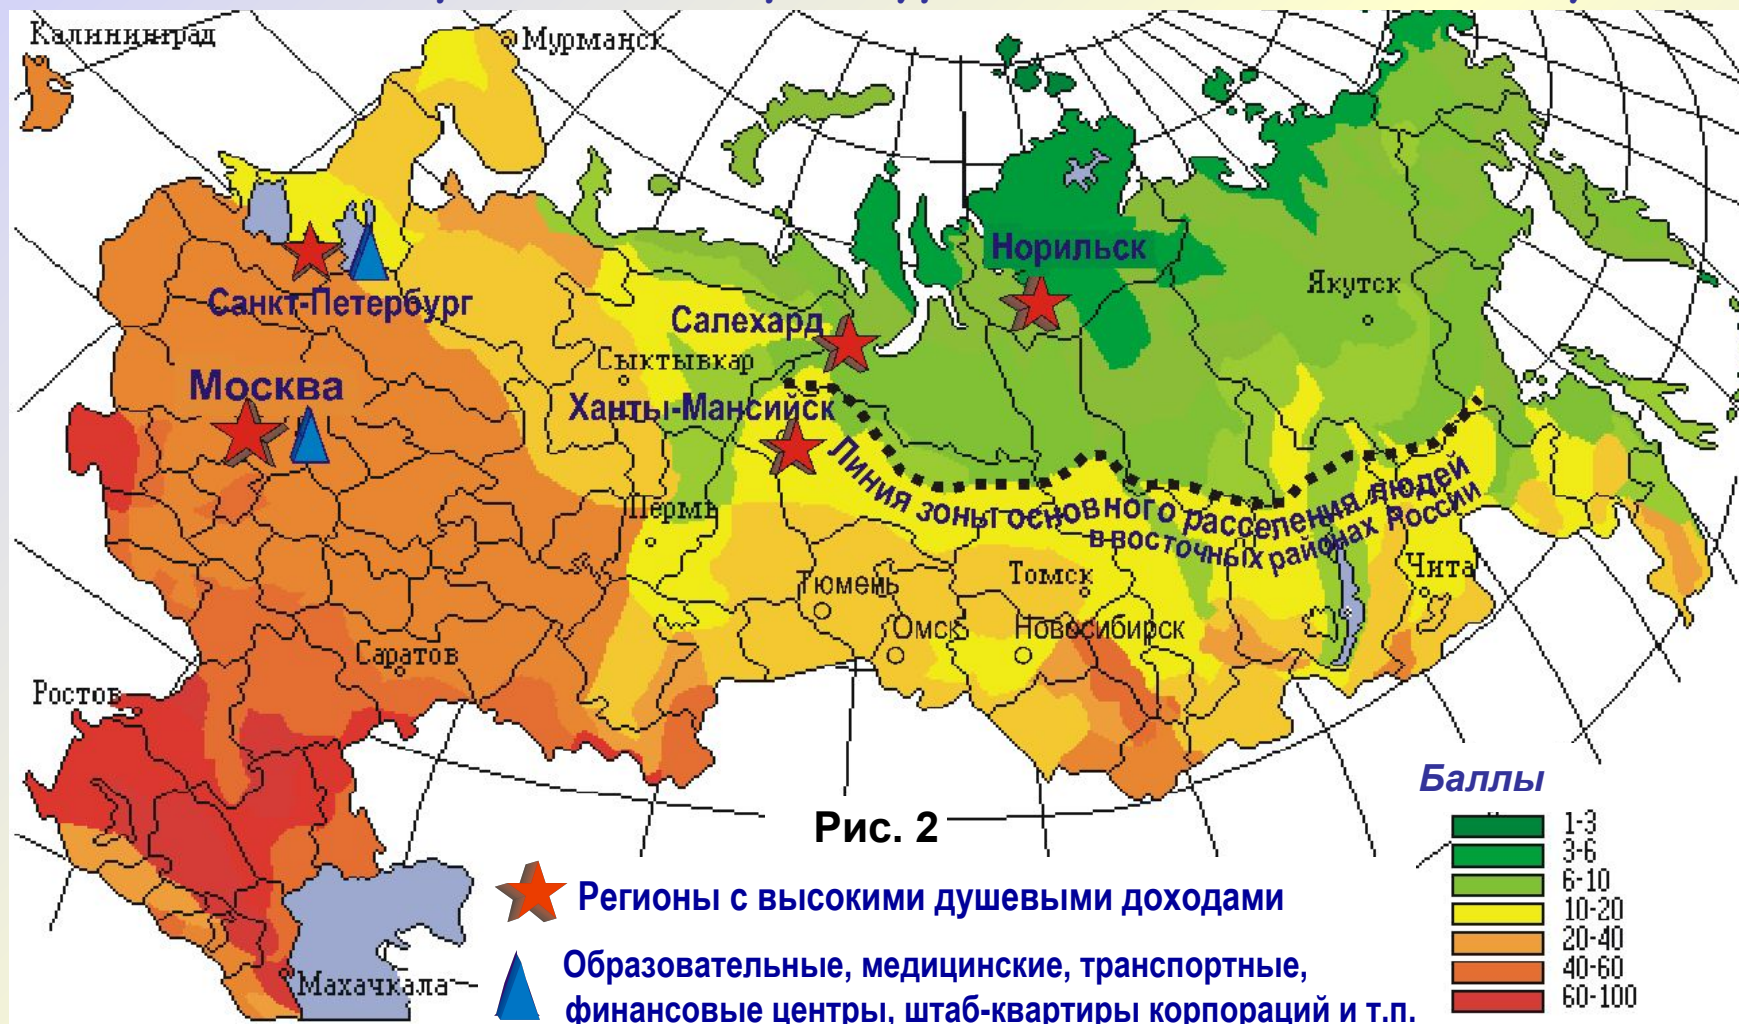 Калининград
Мурманск
Норильск
Якутск
Санкт-Петербург
Салехард
Сыктывкар
Москва
Ханты-Мансийск
Линия зоны основного расселения людей
в восточных районах России
Пермь
Чита
Тюмень
Томск
Омск
Новосибирск
Саратов
Ростов
Баллы
Рис. 2
1-3
3-6
6-10
10-20
20-40
40-60
60-100
Регионы с высокими душевыми доходами
Образовательные, медицинские, транспортные,
финансовые центры, штаб-квартиры корпораций и т.п.
Махачкала